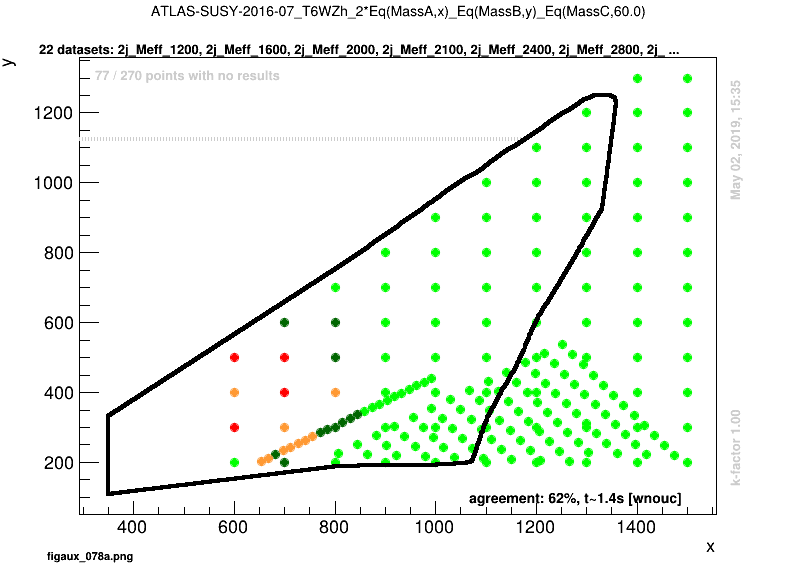 ATLAS-SUSY-2016-07_T6WZh_2*Eq(MassA,x)_Eq(MassB,y)_Eq(MassC,60.0)
22 datasets: 2j_Meff_1200, 2j_Meff_1600, 2j_Meff_2000, 2j_Meff_2100, 2j_Meff_2400, 2j_Meff_2800, 2j_ ...
y
77 / 270 points with no results
May 02, 2019, 15:35
1200
1000
800
600
400
200
k-factor 1.00
agreement: 62%, t~1.4s [wnouc]
400 600 800 1000 1200 1400
x
figaux_078a.png